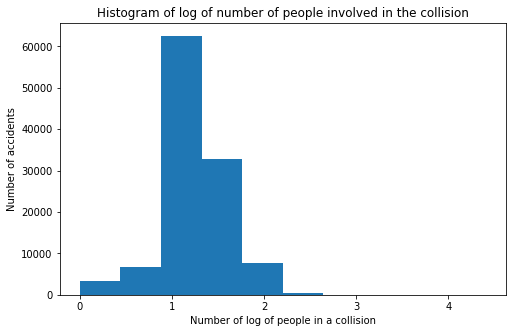 Histogram of log of number of people involved in the collision
Number of accidents
60000
50000
40000
30000
20000
10000
0
0 1 2 3 4
Number of log of people in a collision